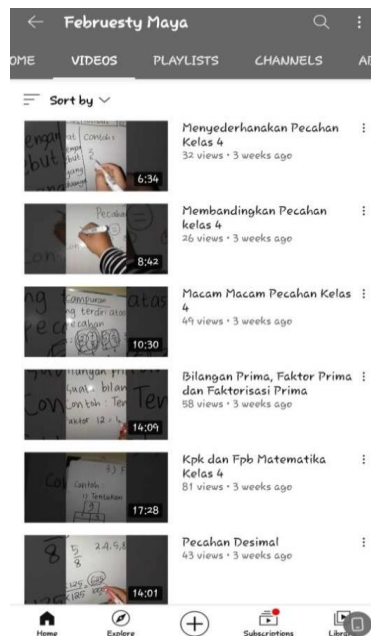 Februesty Maya
OME VIDEOS PLAYLISTS CHANNELS
Sort by
Menyederhanakan Pecahan
Kelas 4
32 views • 3 weeks ago
6:34
Membandingkan Pecahan
kelas 4
26 views • 3 weeks ago
8:42
Macam Macam Pecahan Kelas
4
49 views • 3 weeks ago
10:30
Bilangan Prima, Faktor Prima
dan Faktorisasi Prima
58 views • 3 weeks ago
14:09
Kpk dan Fpb Matematika
Kelas 4
81 views • 3 weeks ago
17:28
Pecahan Desimal
43 views • 3 weeks ago
14:01
Home Explore Subscriptions